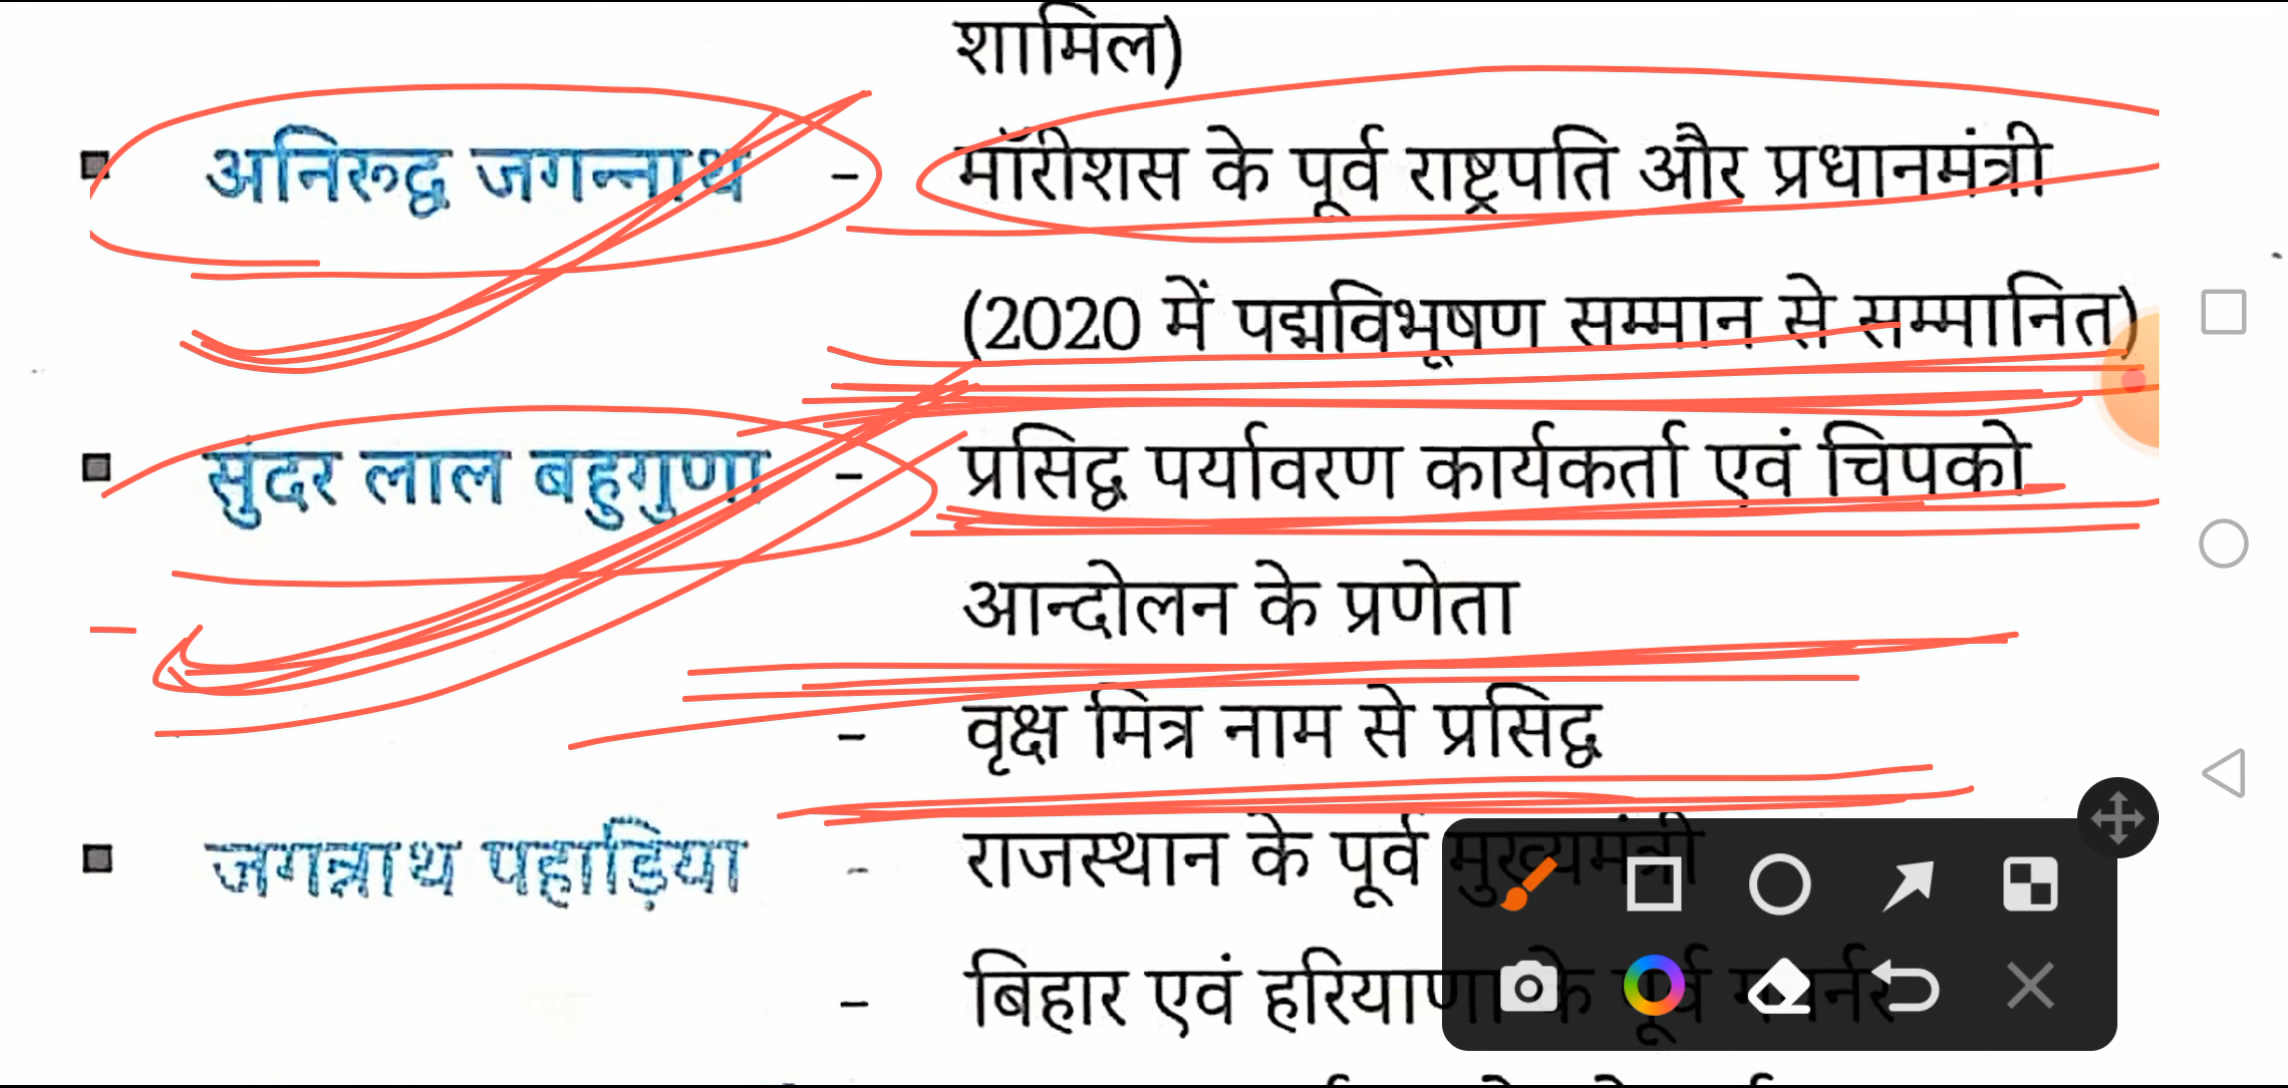 शामिल)
▪ अनिरुद्ध जगन्नाथ - मॉरीशस के पूर्व राष्ट्रपति और प्रधानमंत्री
(2020 में पद्मविभूषण सम्मान से सम्मानित)
▪ सुंदर लाल बहुगुणा - प्रसिद्ध पर्यावरण कार्यकर्ता एवं चिपको
आन्दोलन के प्रणेता
- वृक्ष मित्र नाम से प्रसिद्ध
▪ जगन्नाथ पहाड़िया - राजस्थान के पूर्व मुख्यमंत्री
- बिहार एवं हरियाणा के पूर्व